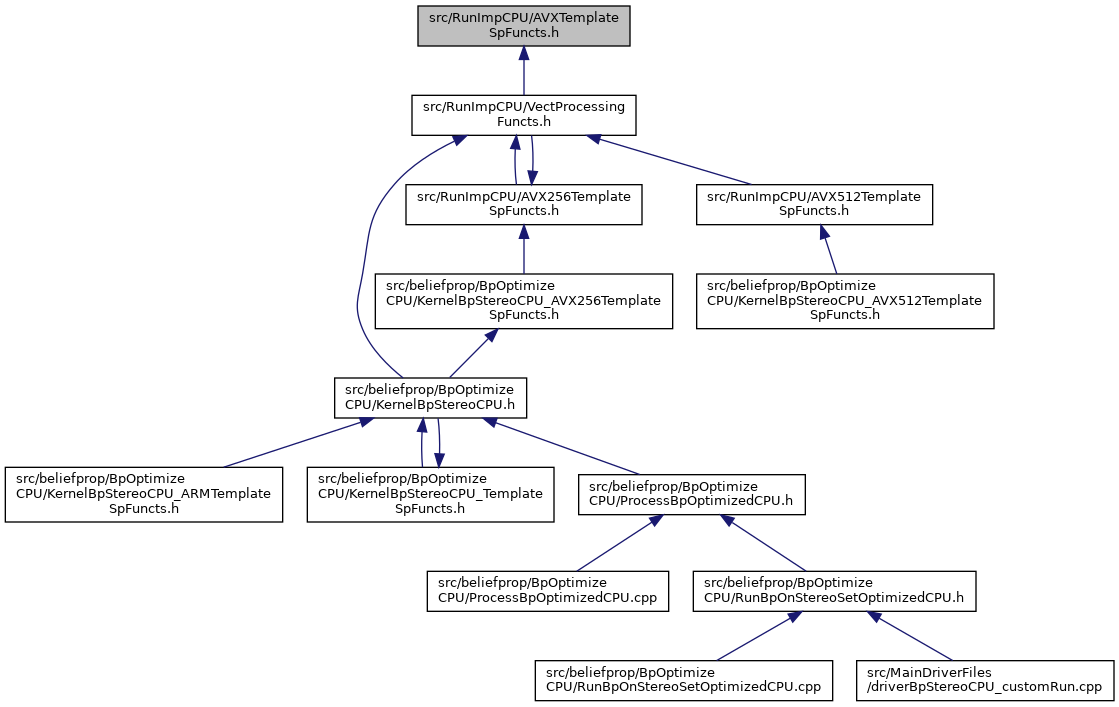 src/RunImpCPU/AVXTemplate
SpFuncts.h
src/RunImpCPU/VectProcessing
Functs.h
src/RunImpCPU/AVX256Template
SpFuncts.h
src/RunImpCPU/AVX512Template
SpFuncts.h
src/beliefprop/BpOptimize
CPU/KernelBpStereoCPU_AVX256Template
SpFuncts.h
src/beliefprop/BpOptimize
CPU/KernelBpStereoCPU_AVX512Template
SpFuncts.h
src/beliefprop/BpOptimize
CPU/KernelBpStereoCPU.h
src/beliefprop/BpOptimize
CPU/KernelBpStereoCPU_ARMTemplate
SpFuncts.h
src/beliefprop/BpOptimize
CPU/KernelBpStereoCPU_Template
SpFuncts.h
src/beliefprop/BpOptimize
CPU/ProcessBpOptimizedCPU.h
src/beliefprop/BpOptimize
CPU/ProcessBpOptimizedCPU.cpp
src/beliefprop/BpOptimize
CPU/RunBpOnStereoSetOptimizedCPU.h
src/beliefprop/BpOptimize
CPU/RunBpOnStereoSetOptimizedCPU.cpp
src/MainDriverFiles
/driverBpStereoCPU_customRun.cpp